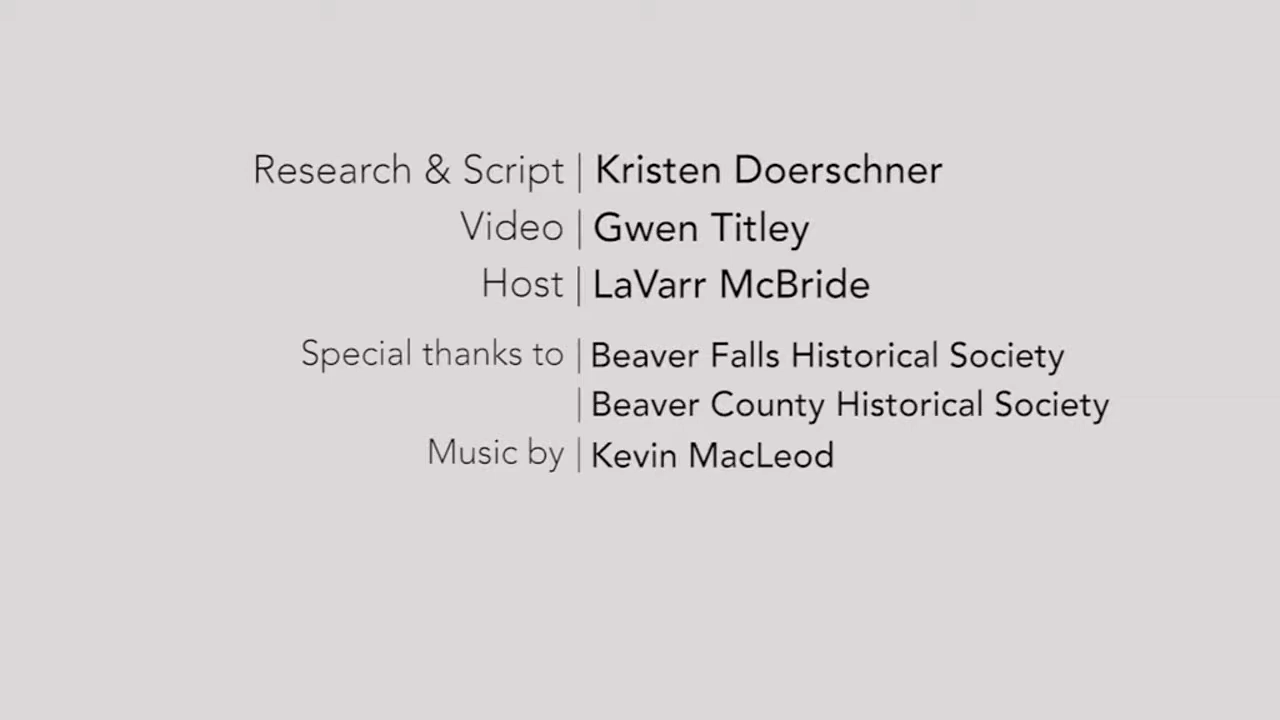 Research & Script | Kristen Doerschner
Video | Gwen Titley
Host | LaVarr McBride
Special thanks to | Beaver Falls Historical Society
| Beaver County Historical Society
Music by | Kevin MacLeod